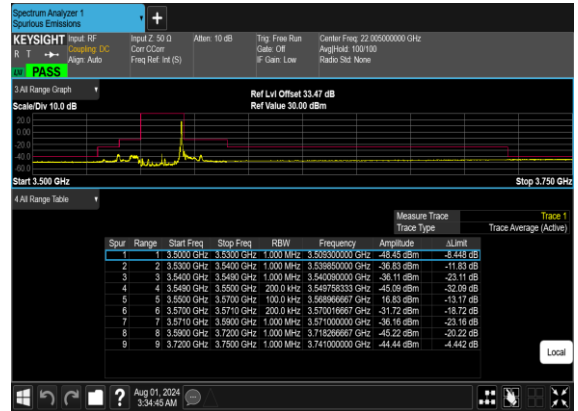 Spectrum Analyzer 1
Spurious Emissions
KEYSIGHT Input: RF Input Z: 50 Ω Atten: 10 dB Trig: Free Run Center Freq: 22.005000000 GHz
R T Coupling: DC Corr CCorr Gate: Off Avg|Hold: 100/100
Align: Auto Freq Ref: Int (S) IF Gain: Low Radio Std: None
PASS
3 All Range Graph
Ref Lvl Offset 33.47 dB
Scale/Div 10.0 dB Ref Value 30.00 dBm
20.0
0.00
-20.0
-40.0
-60.0
Start 3.500 GHz Stop 3.750 GHz
4 All Range Table
Measure Trace Trace 1
Trace Type Trace Average (Active)
Spur Range Start Freq Stop Freq RBW Frequency Amplitude ΔLimit
1 1 3.5000 GHz 3.5300 GHz 1.000 MHz 3.509300000 GHz -48.45 dBm -8.448 dB
2 2 3.5300 GHz 3.5400 GHz 1.000 MHz 3.539850000 GHz -36.83 dBm -11.83 dB
3 3 3.5400 GHz 3.5490 GHz 1.000 MHz 3.540090000 GHz -36.11 dBm -23.11 dB
4 4 3.5490 GHz 3.5500 GHz 200.0 kHz 3.549758333 GHz -45.09 dBm -32.09 dB
5 5 3.5500 GHz 3.5700 GHz 100.0 kHz 3.568966667 GHz 16.83 dBm -13.17 dB
6 6 3.5700 GHz 3.5710 GHz 200.0 kHz 3.570016667 GHz -31.72 dBm -18.72 dB
7 7 3.5710 GHz 3.5900 GHz 1.000 MHz 3.571000000 GHz -36.16 dBm -23.16 dB
8 8 3.5900 GHz 3.7200 GHz 1.000 MHz 3.718266667 GHz -45.22 dBm -20.22 dB
9 9 3.7200 GHz 3.7500 GHz 1.000 MHz 3.741000000 GHz -44.44 dBm -4.442 dB
Local
Aug 01, 2024
3:34:45 AM